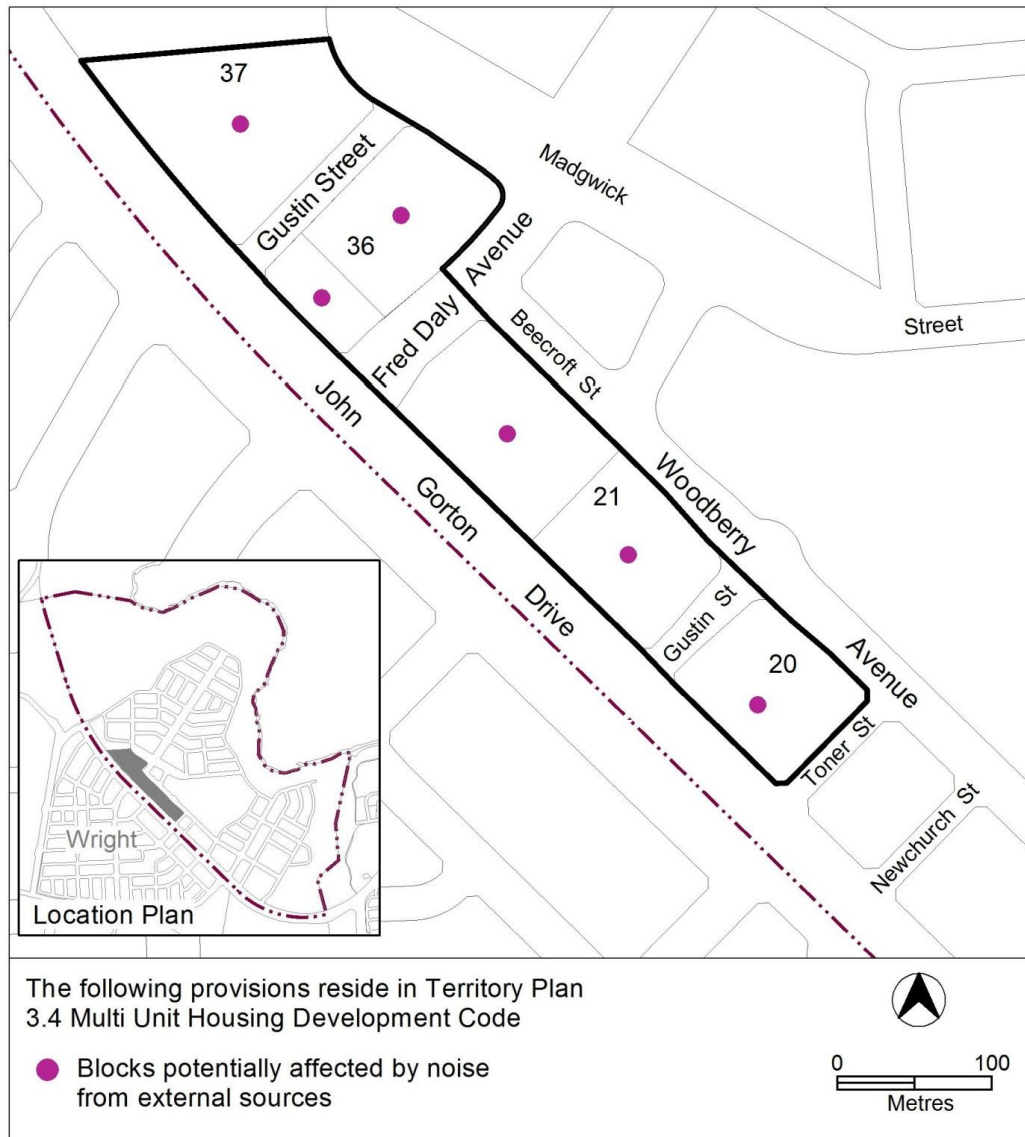 37
Gustin Street
Madgwick
36
Fred Daly Avenue
Street
Beecroft St
John
Gorton
Drive
21
Woodberry
Avenue
Gustin St
20
Toner St
Newchurch St
Wright
Location Plan
The following provisions reside in Territory Plan
3.4 Multi Unit Housing Development Code
Blocks potentially affected by noise
from external sources
0 100
Metres